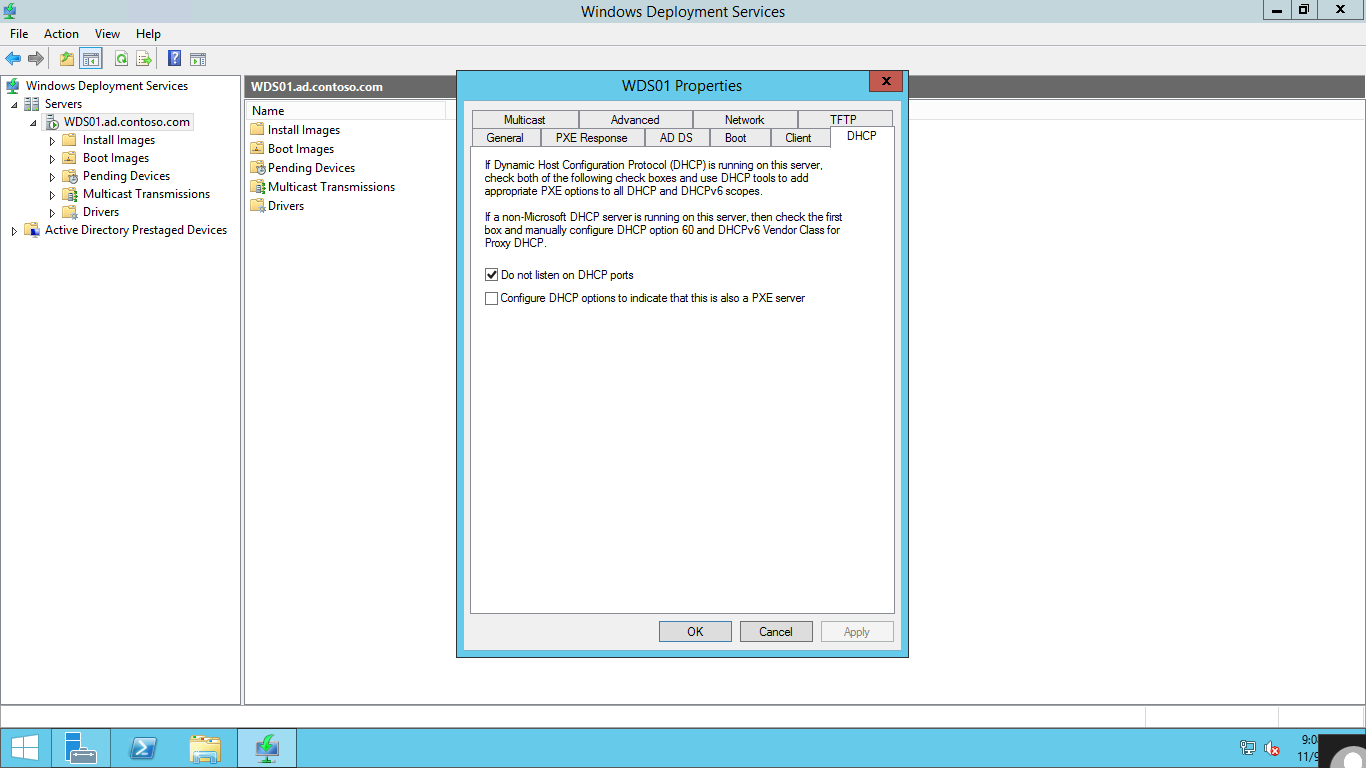 Windows Deployment Services
File Action View Help
Windows Deployment Services
Servers
WDS01.ad.contoso.com
Install Images
Boot Images
Pending Devices
Multicast Transmissions
Drivers
Active Directory Prestaged Devices
WDS01.ad.contoso.com
Name
Install Images
Boot Images
Pending Devices
Multicast Transmissions
Drivers
WDS01 Properties
Multicast Advanced Network TFTP
General PXE Response AD DS Boot Client DHCP
If Dynamic Host Configuration Protocol (DHCP) is running on this server,
check both of the following check boxes and use DHCP tools to add
appropriate PXE options to all DHCP and DHCPv6 scopes.
If a non-Microsoft DHCP server is running on this server, then check the first
box and manually configure DHCP option 60 and DHCPv6 Vendor Class for
Proxy DHCP.
Do not listen on DHCP ports
Configure DHCP options to indicate that this is also a PXE server
OK Cancel Apply